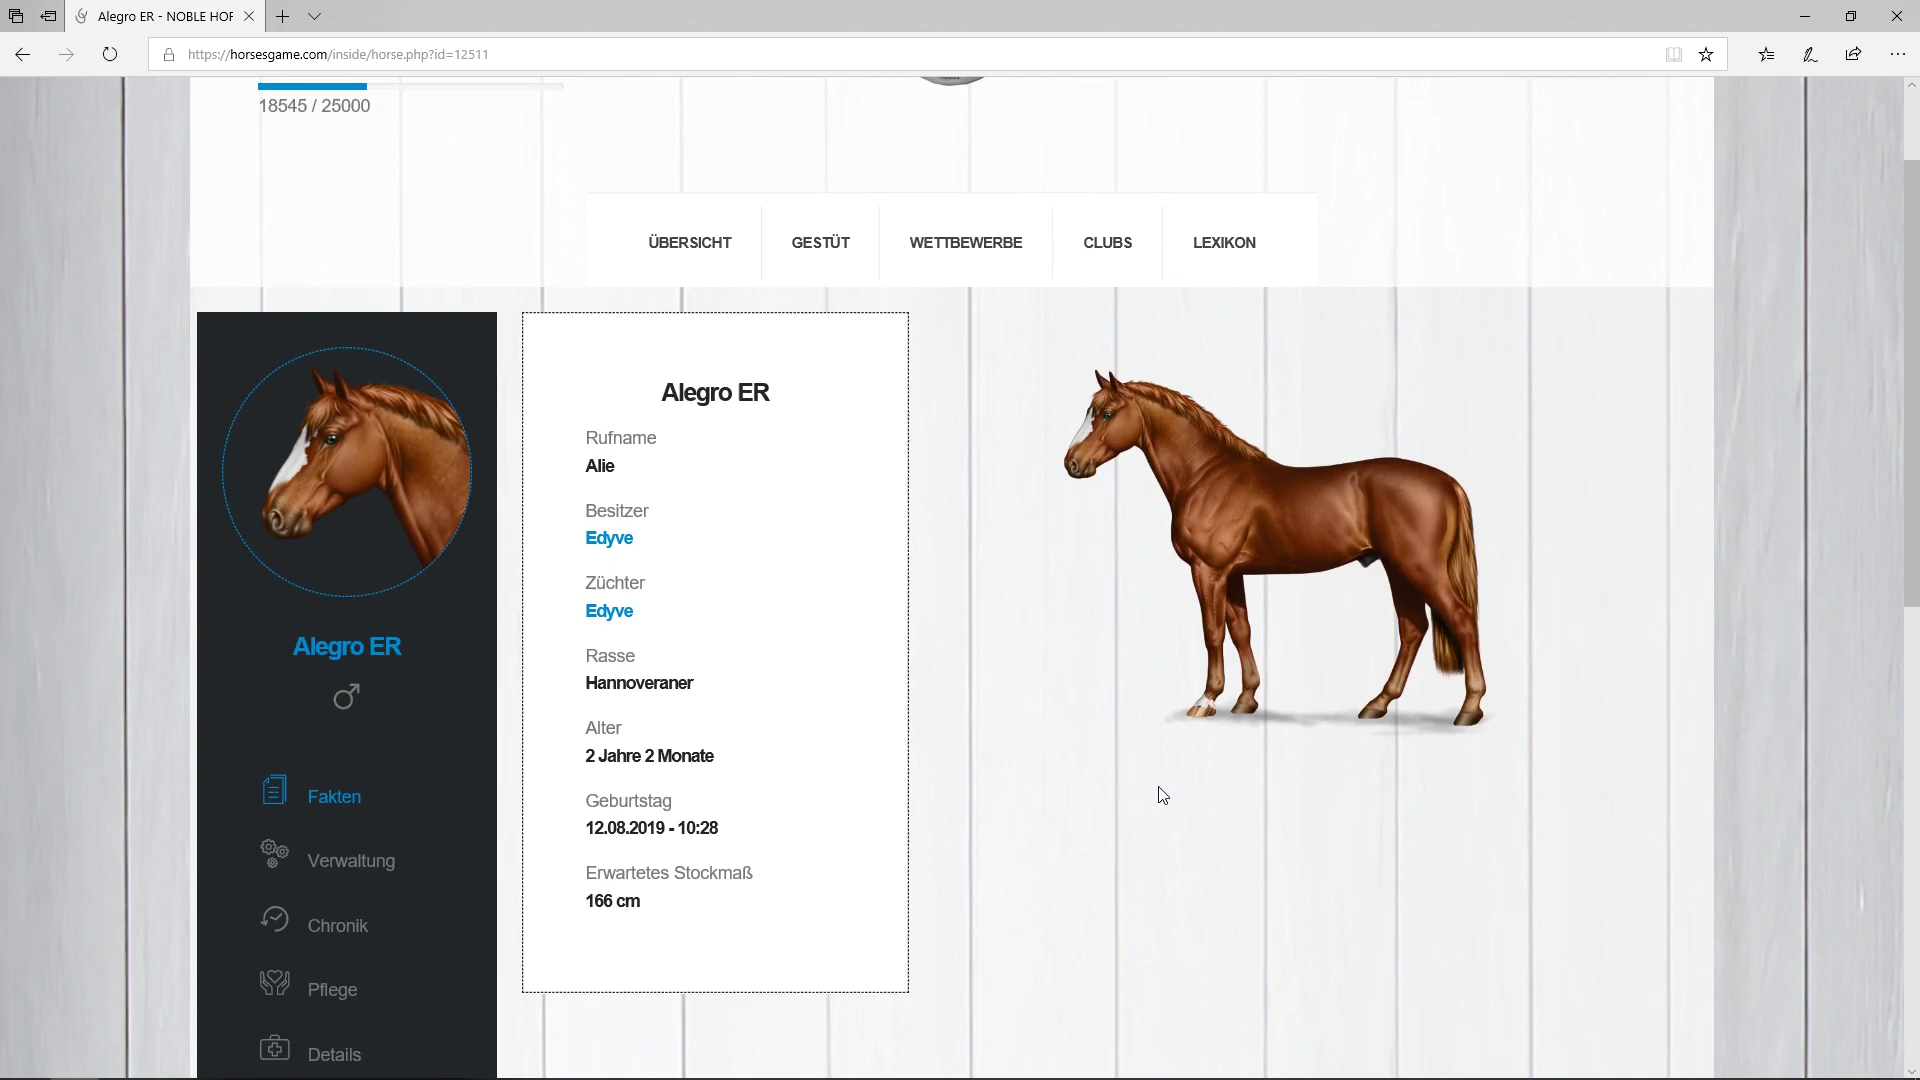 Alegro ER - NOBLE HOR
https://horsesgame.com/inside/horse.php?id=12511
18545 / 25000
ÜBERSICHT
GESTÜT
WETTBEWERBE
CLUBS
LEXIKON
Alegro ER
Fakten
Verwaltung
Chronik
Pflege
Details
Alegro ER
Rufname
Alie
Besitzer
Edyve
Züchter
Edyve
Rasse
Hannoveraner
Alter
2 Jahre 2 Monate
Geburtstag
12.08.2019 - 10:28
Erwartetes Stockmaß
166 cm